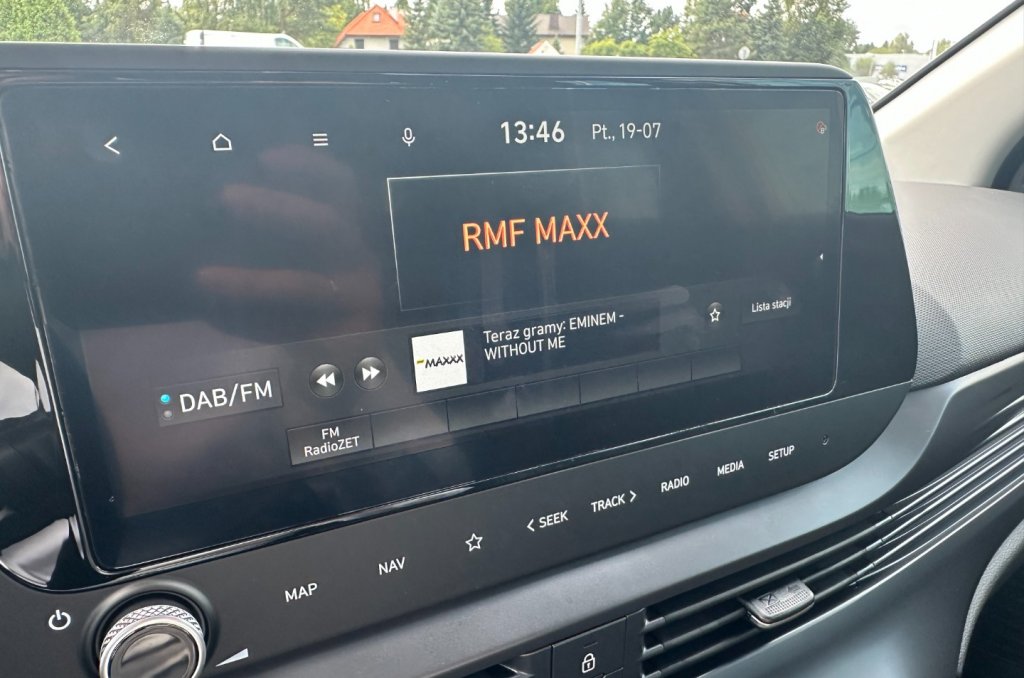 13:46 Pt., 19-07
RMF MAXX
Teraz gramy: EMINEM -
WITHOUT ME
Lista stacji
MAXXX
DAB/FM
FM
RadioZET
MAP
NAV
SEEK
TRACK
RADIO
MEDIA
SETUP